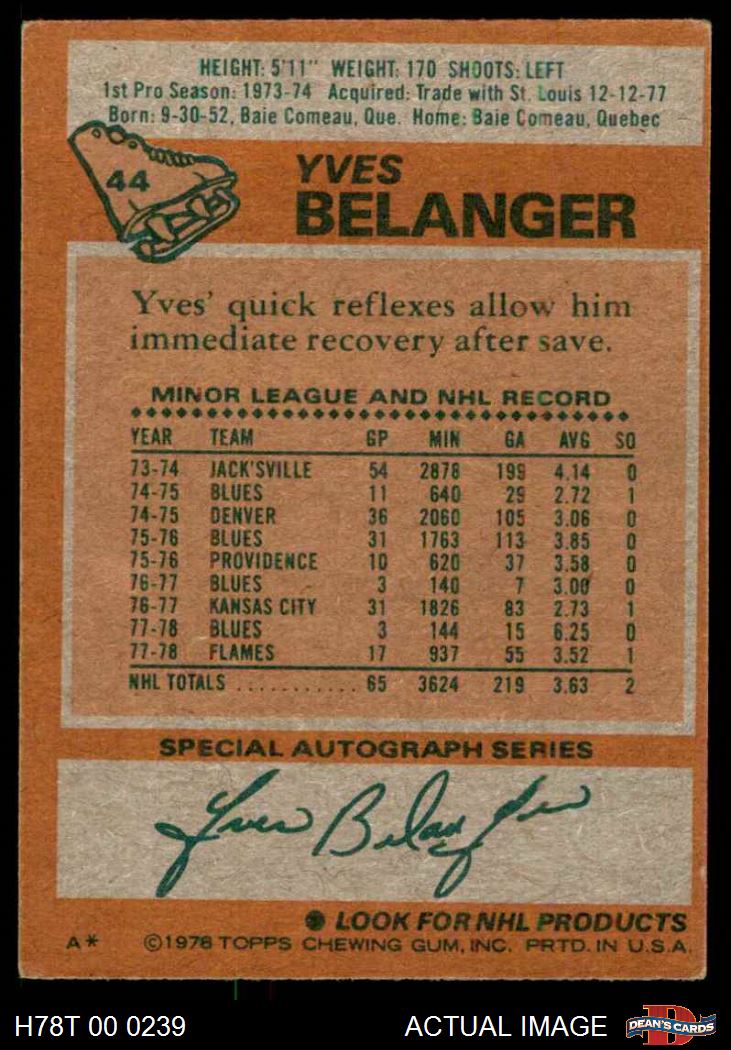 HEIGHT: 5'11" WEIGHT: 170 SHOOTS: LEFT
1st Pro Season: 1973-74 Acquired: Trade with St. Louis 12-12-77
Born: 9-30-52, Baie Comeau, Que. Home: Baie Comeau, Quebec
44
YVES
BELANGER
Yves' quick reflexes allow him
immediate recovery after save.
MINOR LEAGUE AND NHL RECORD
YEAR TEAM GP MIN GA AVG SO
73-74 JACK'SVILLE 54 2878 199 4.14 0
74-75 BLUES 11 640 29 2.72 1
74-75 DENVER 36 2060 105 3.06 0
75-76 BLUES 31 1763 113 3.85 0
75-76 PROVIDENCE 10 620 37 3.58 0
76-77 BLUES 3 140 7 3.00 0
76-77 KANSAS CITY 31 1826 83 2.73 1
77-78 BLUES 3 144 15 6.25 0
77-78 FLAMES 17 937 55 3.52 1
NHL TOTALS ........... 65 3624 219 3.63 2
SPECIAL AUTOGRAPH SERIES
Yves Belanger
LOOK FOR NHL PRODUCTS
A* ©1978 TOPPS CHEWING GUM, INC. PRTD. IN U.S.A.
H78T 00 0239 ACTUAL IMAGE DEAN'S CARDS